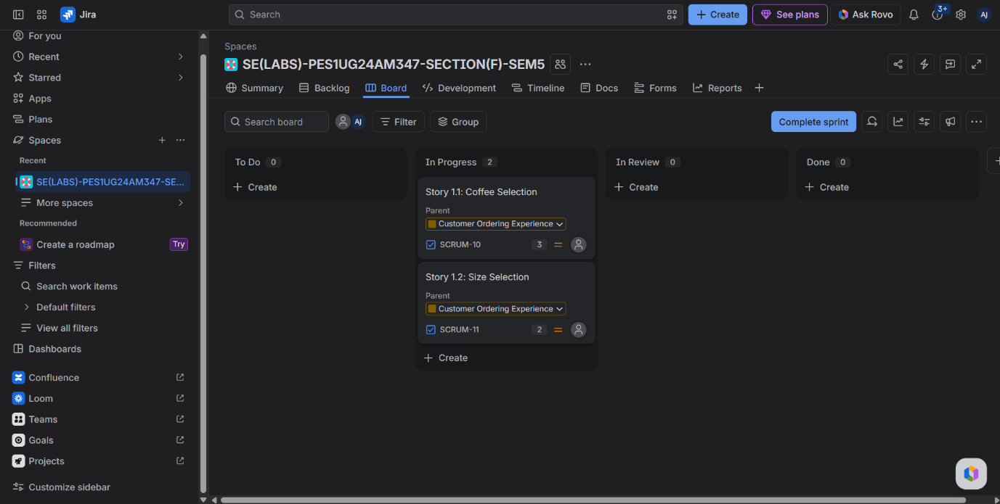 Jira
Search
Create
See plans
Ask Rovo
3+
AJ
For you
Recent
Starred
Apps
Plans
Spaces
Recent
SE(LABS)-PES1UG24AM347-SE...
More spaces
Recommended
Create a roadmap
Try
Filters
Search work items
Default filters
View all filters
Dashboards
Confluence
Loom
Teams
Goals
Projects
Customize sidebar
Spaces
SE(LABS)-PES1UG24AM347-SECTION(F)-SEM5
Summary
Backlog
Board
Development
Timeline
Docs
Forms
Reports
Search board
AJ
Filter
Group
Complete sprint
To Do 0
Create
In Progress 2
Story 1.1: Coffee Selection
Parent
Customer Ordering Experience
SCRUM-10 3
Story 1.2: Size Selection
Parent
Customer Ordering Experience
SCRUM-11 2
Create
In Review 0
Create
Done 0
Create